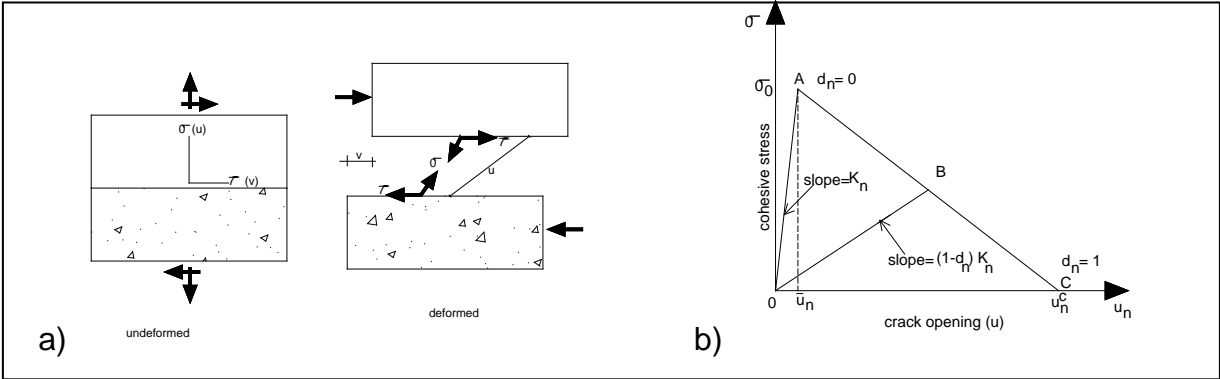 σ (u)
τ (v)
undeformed
a)
v
τ
σ
τ
u
deformed
σ
σ₀
A dₙ= 0
cohesive stress
slope=Kₙ
B
slope=(1-dₙ) Kₙ
dₙ= 1
C
0
ūₙ
uₙᶜ
uₙ
crack opening (u)
b)